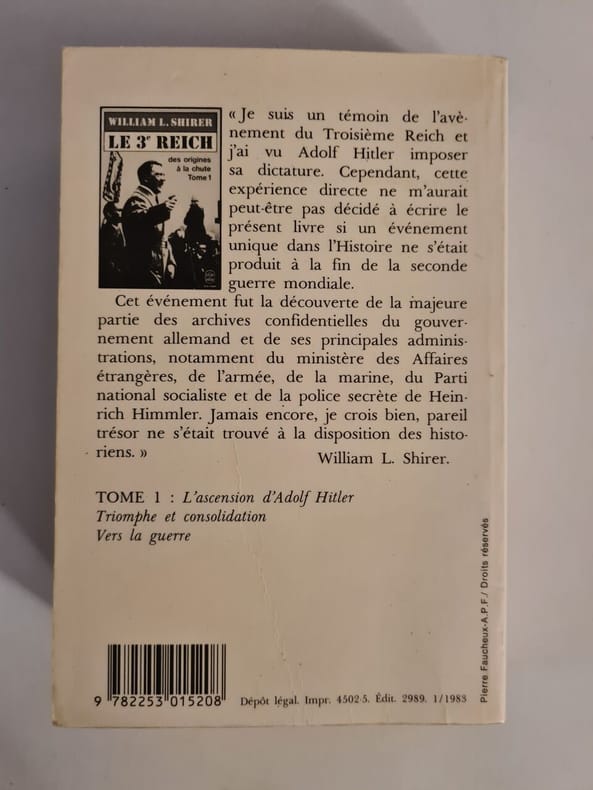 WILLIAM L. SHIRER
LE 3e REICH
des origines
à la chute
Tome 1
« Je suis un témoin de l'avè-
nement du Troisième Reich et
j'ai vu Adolf Hitler imposer
sa dictature. Cependant, cette
expérience directe ne m'aurait
peut-être pas décidé à écrire le
présent livre si un événement
unique dans l'Histoire ne s'était
produit à la fin de la seconde
guerre mondiale.
Cet événement fut la découverte de la majeure
partie des archives confidentielles du gouver-
nement allemand et de ses principales adminis-
trations, notamment du ministère des Affaires
étrangères, de l'armée, de la marine, du Parti
national socialiste et de la police secrète de Hein-
rich Himmler. Jamais encore, je crois bien, pareil
trésor ne s'était trouvé à la disposition des histo-
riens. »
William L. Shirer.
TOME 1 : L'ascension d'Adolf Hitler
Triomphe et consolidation
Vers la guerre
Pierre Faucheux-A.P.F./ Droits réservés
9 782253 015208
Dépôt légal. Impr. 4502-5. Édit. 2989. 1/1983